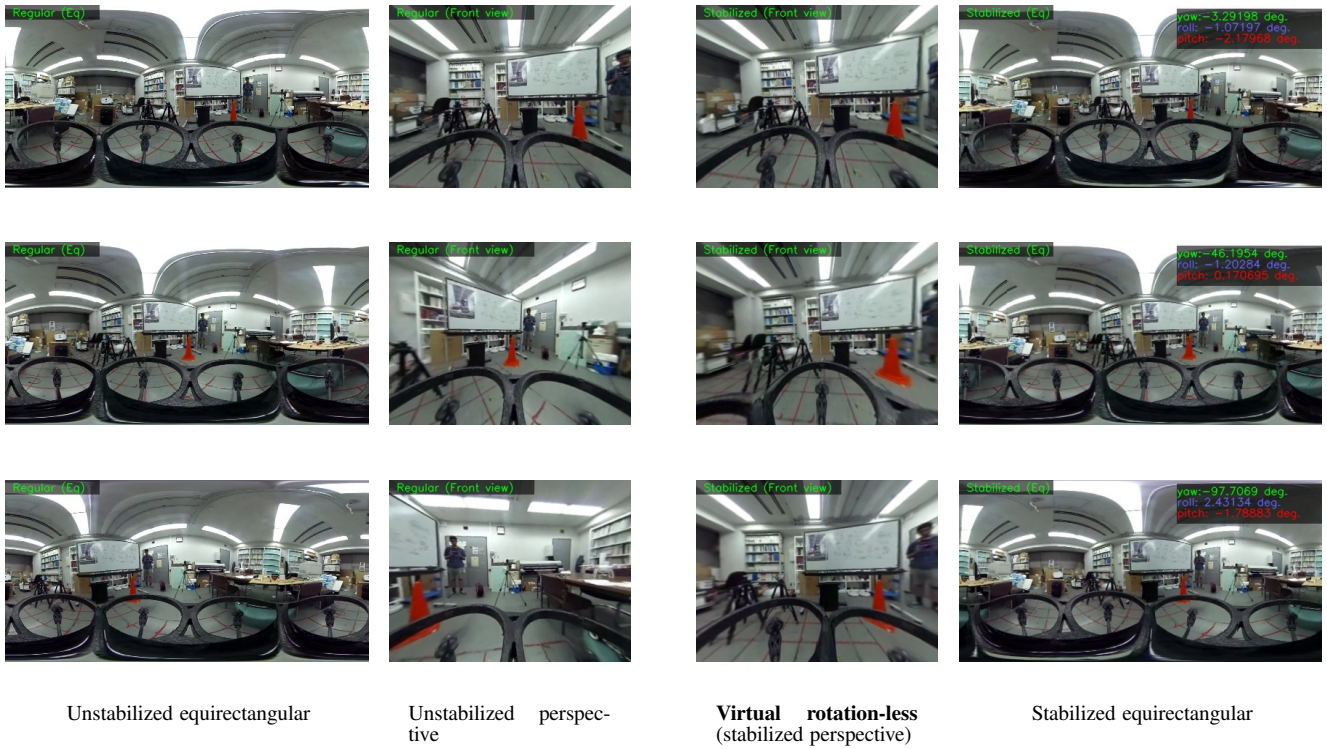 Regular (Eq)
Regular (Front view)
Stabilized (Front view)
Stabilized (Eq)
yaw:-3.29198 deg.
roll: -1.07197 deg.
pitch: -2.17968 deg.
Regular (Eq)
Regular (Front view)
Stabilized (Front view)
Stabilized (Eq)
yaw:-46.1954 deg.
roll: -1.20284 deg.
pitch: 0.170695 deg.
Regular (Eq)
Regular (Front view)
Stabilized (Front view)
Stabilized (Eq)
yaw:-97.7069 deg.
roll: 2.43134 deg.
pitch: -1.78883 deg.
Unstabilized equirectangular
Unstabilized perspec-
tive
Virtual rotation-less
(stabilized perspective)
Stabilized equirectangular